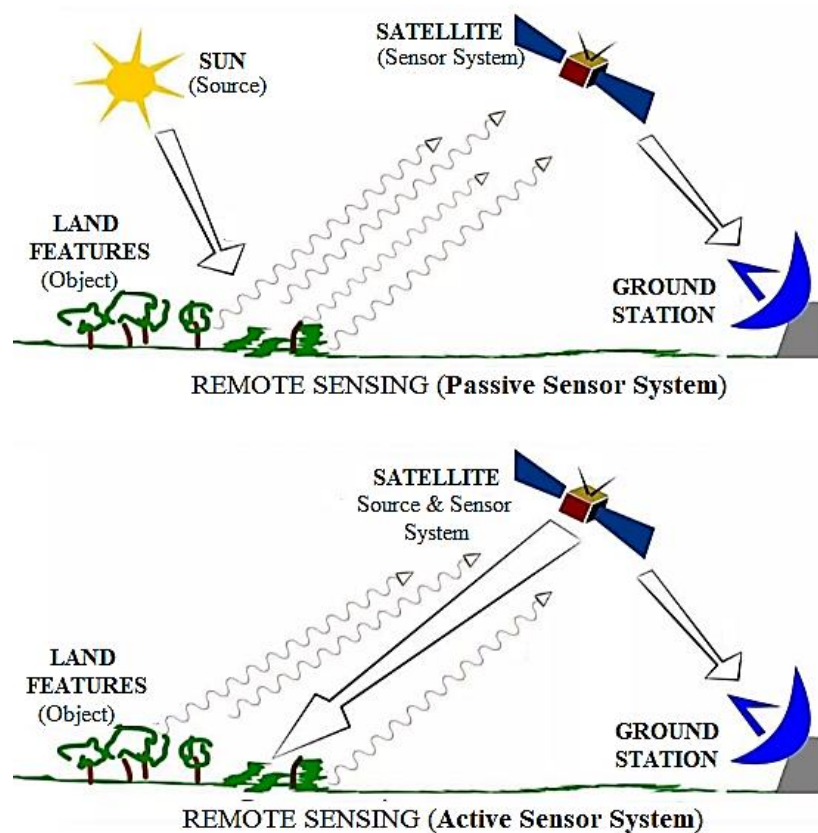 SUN
(Source)
SATELLITE
(Sensor System)
LAND
FEATURES
(Object)
GROUND
STATION
REMOTE SENSING (Passive Sensor System)
SATELLITE
Source & Sensor
System
LAND
FEATURES
(Object)
GROUND
STATION
REMOTE SENSING (Active Sensor System)